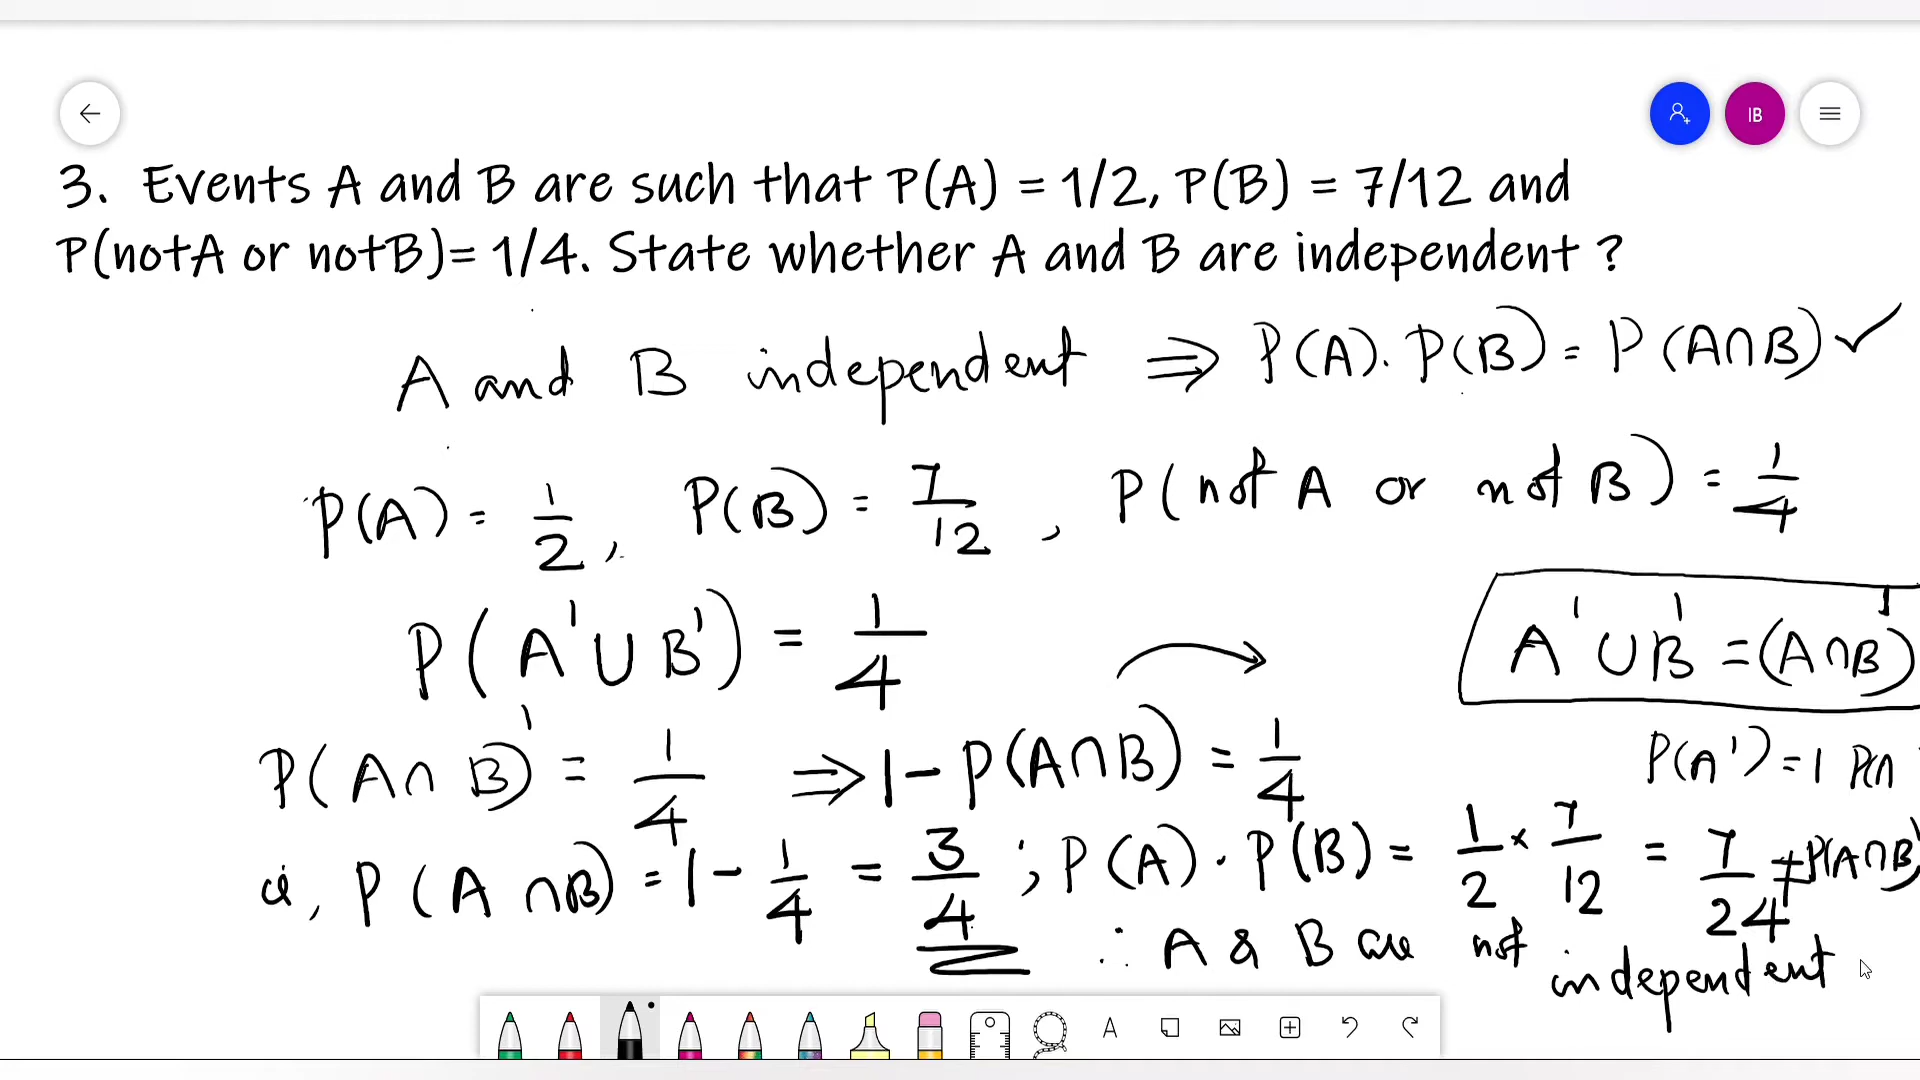 IB
3. Events A and B are such that P(A) = 1/2, P(B) = 7/12 and
P(notA or notB)= 1/4. State whether A and B are independent ?
A and B independent ⇒ P(A). P(B) = P(A∩B) ✓
P(A) = 1/2, P(B) = 7/12, P(not A or not B) = 1/4
P(A'∪B') = 1/4
A'∪B' = (A∩B)'
P(A∩B)' = 1/4 ⇒ 1 - P(A∩B) = 1/4
P(A') = 1
P(A∩B) = 1 - 1/4 = 3/4 ; P(A). P(B) = 1/2 × 7/12 = 7/24 ≠ P(A∩B)
∴ A & B are not
independent